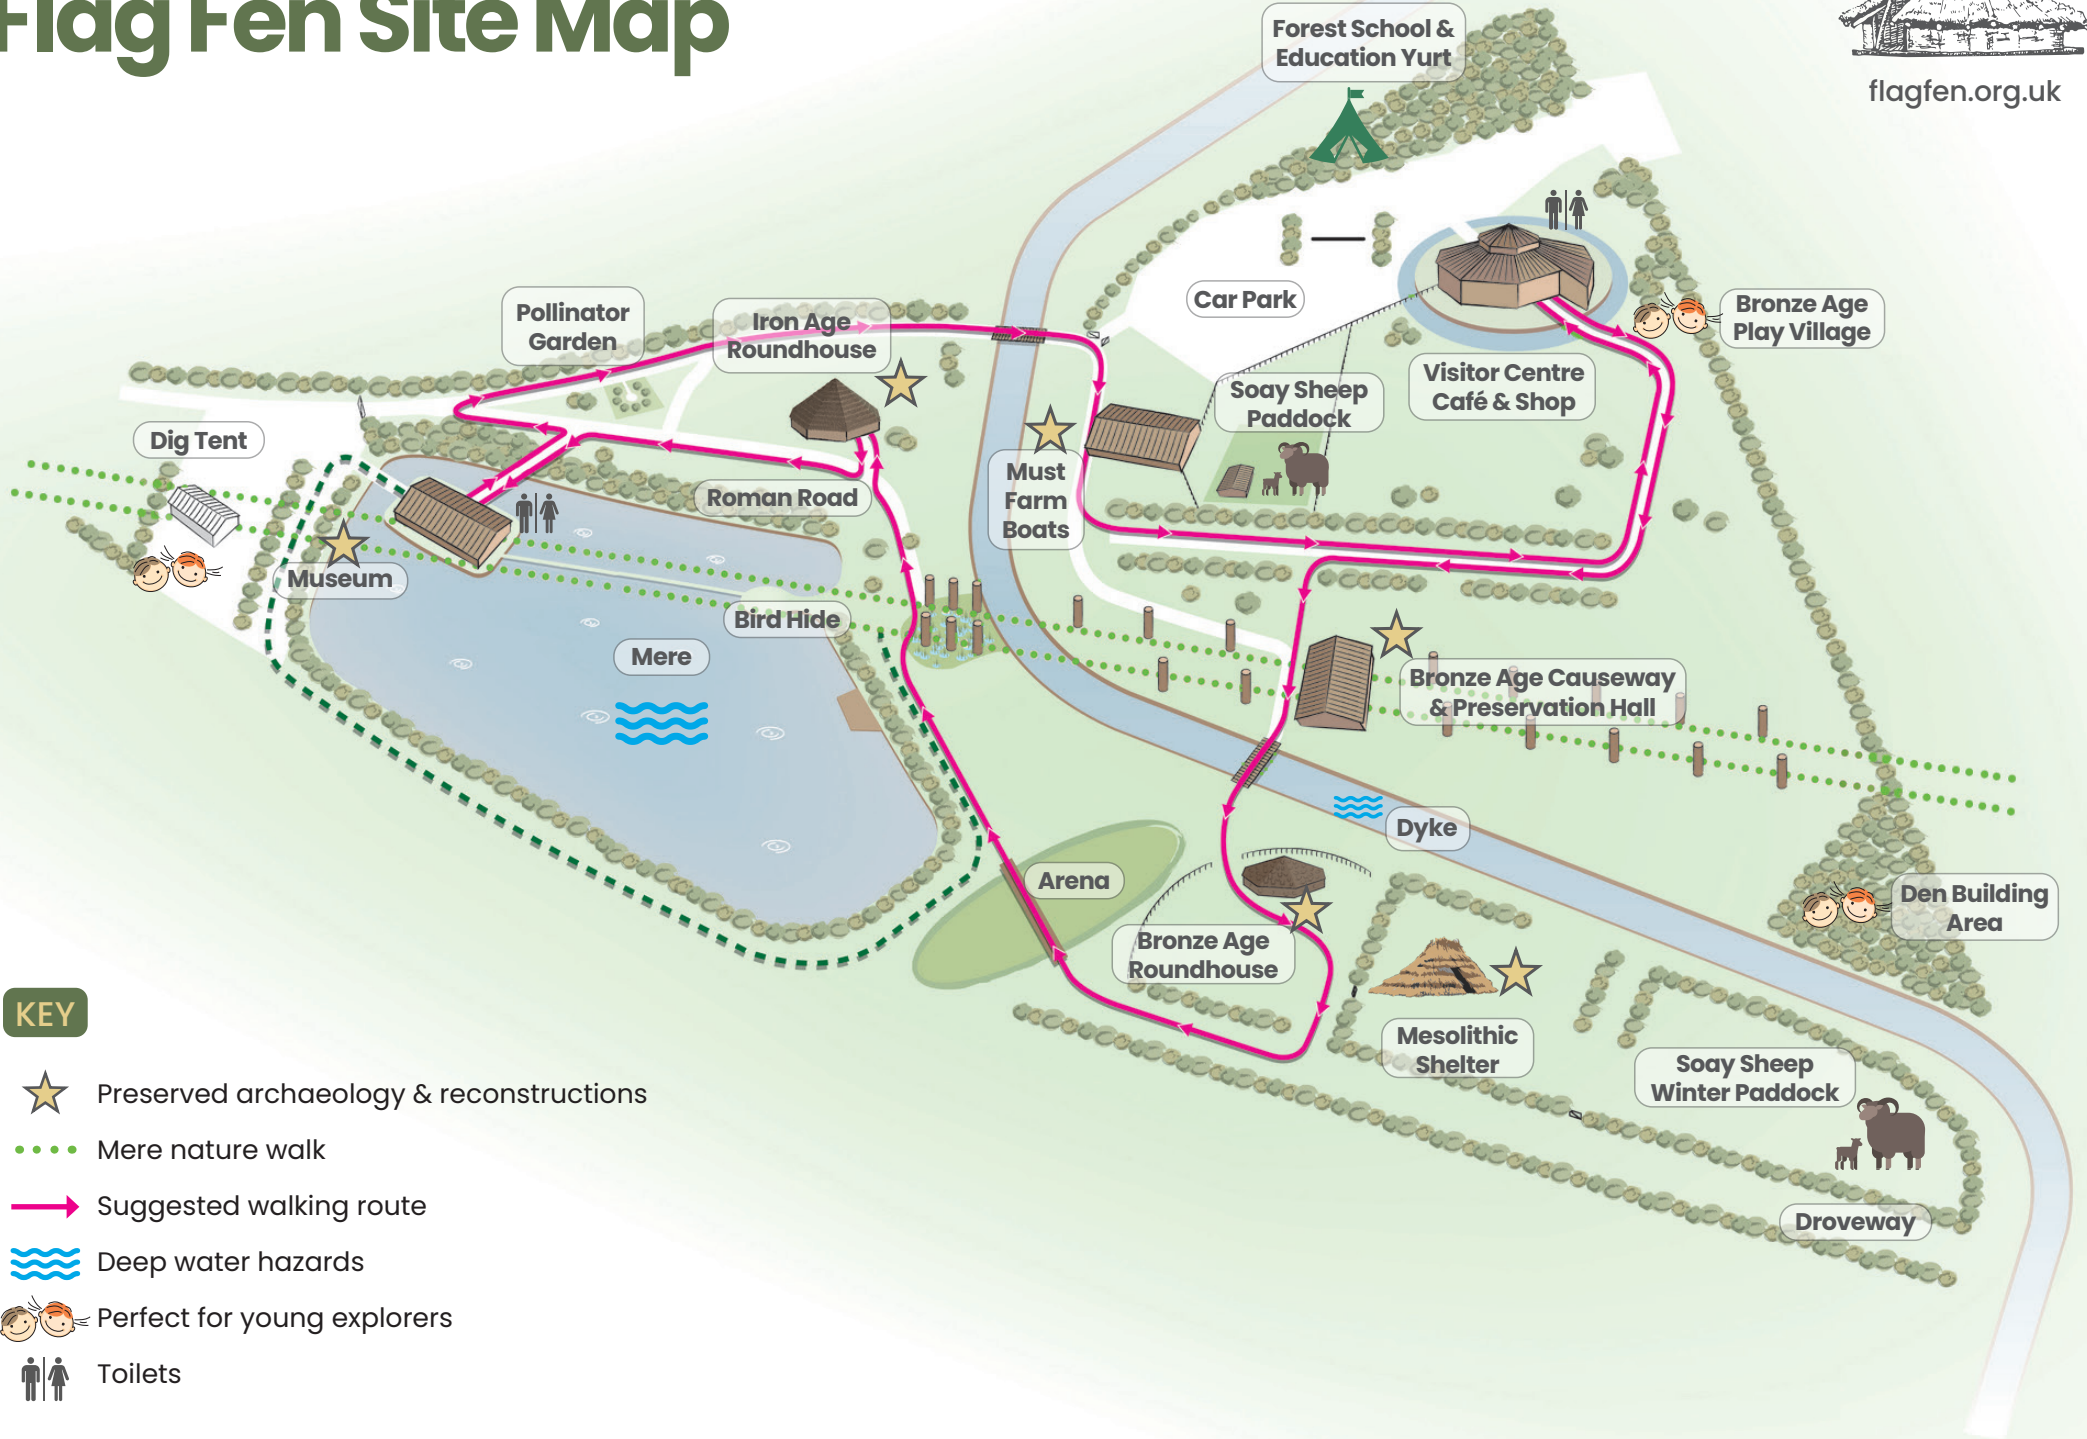 Flag Fen Site Map
flagfen.org.uk
Forest School &
Education Yurt
Car Park
Bronze Age
Play Village
Visitor Centre
Café & Shop
Soay Sheep
Paddock
Pollinator
Garden
Iron Age
Roundhouse
Must
Farm
Boats
Dig Tent
Roman Road
Museum
Bird Hide
Mere
Bronze Age Causeway
& Preservation Hall
Dyke
Arena
Bronze Age
Roundhouse
Den Building
Area
Mesolithic
Shelter
Soay Sheep
Winter Paddock
Droveway
KEY
Preserved archaeology & reconstructions
Mere nature walk
Suggested walking route
Deep water hazards
Perfect for young explorers
Toilets